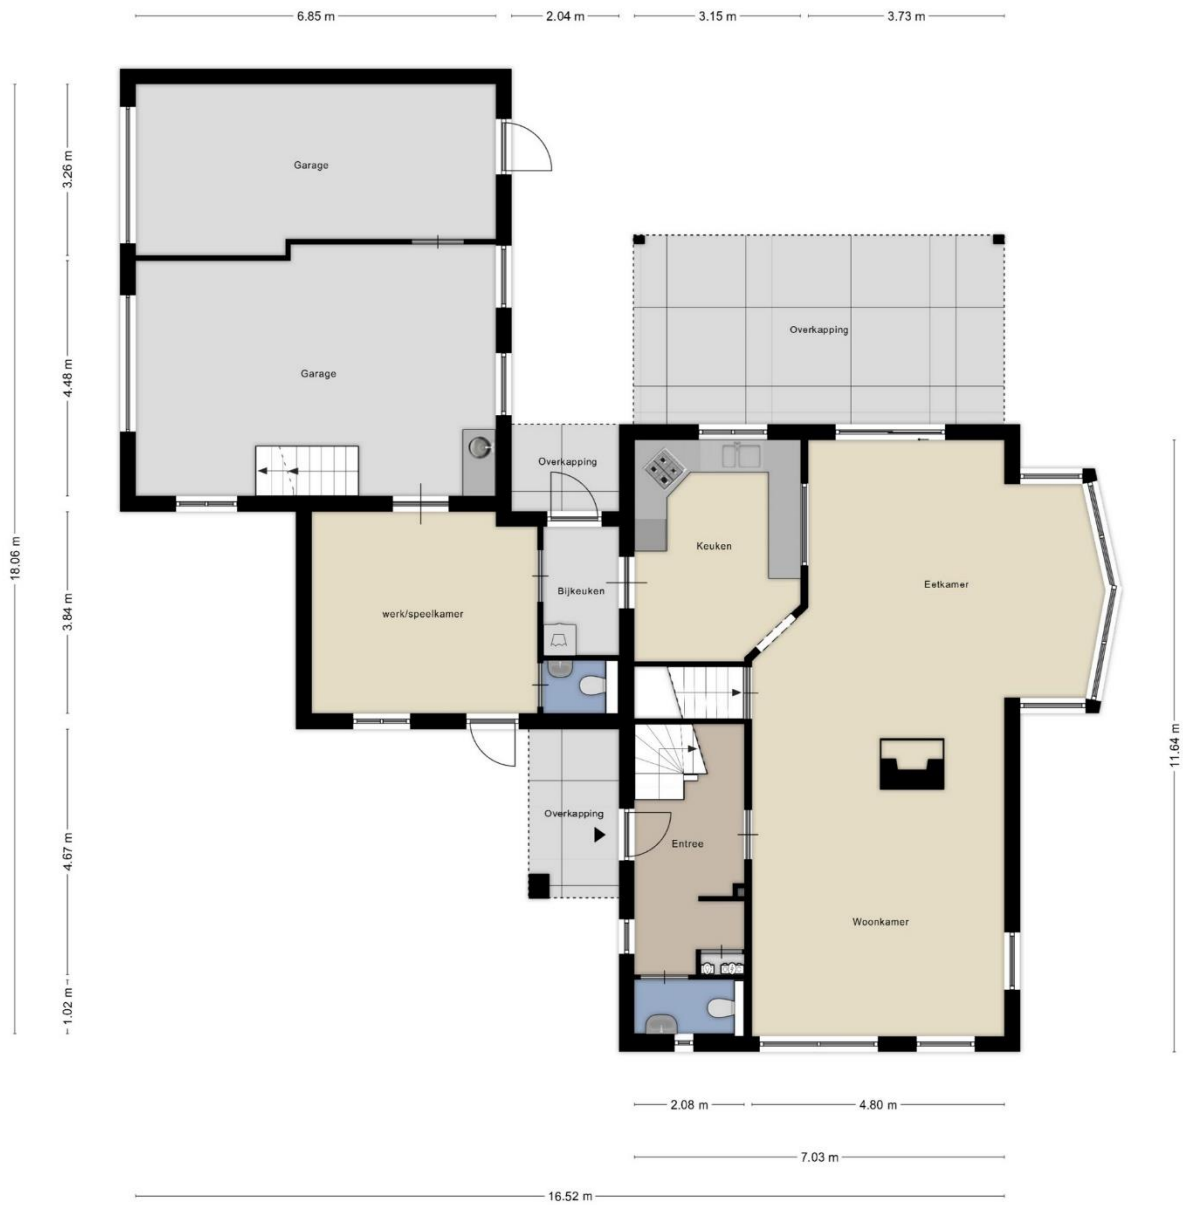 6.85 m
2.04 m
3.15 m
3.73 m
3.26 m
Garage
Overkapping
Garage
4.48 m
Overkapping
Keuken
18.06 m
Eetkamer
Bijkeuken
werk/speelkamer
3.84 m
11.64 m
Overkapping
Entree
4.67 m
Woonkamer
1.02 m
2.08 m
4.80 m
7.03 m
16.52 m